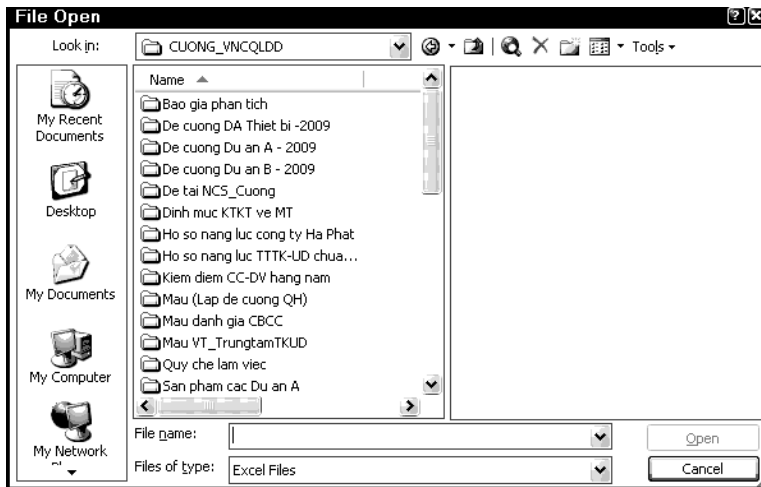 File Open
Look in:
CUONG_VNCQLDD
Tools
My Recent
Documents
Desktop
My Documents
My Computer
My Network
Name
Bao gia phan tich
De cuong DA Thiet bi -2009
De cuong Du an A - 2009
De cuong Du an B - 2009
De tai NCS_Cuong
Dinh muc KTKT ve MT
Ho so nang luc cong ty Ha Phat
Ho so nang luc TTTK-UD chua...
Kiem diem CC-DV hang nam
Mau (Lap de cuong QH)
Mau danh gia CBCC
Mau VT_TrungtamTKUD
Quy che lam viec
San pham cac Du an A
File name:
Open
Files of type:
Excel Files
Cancel